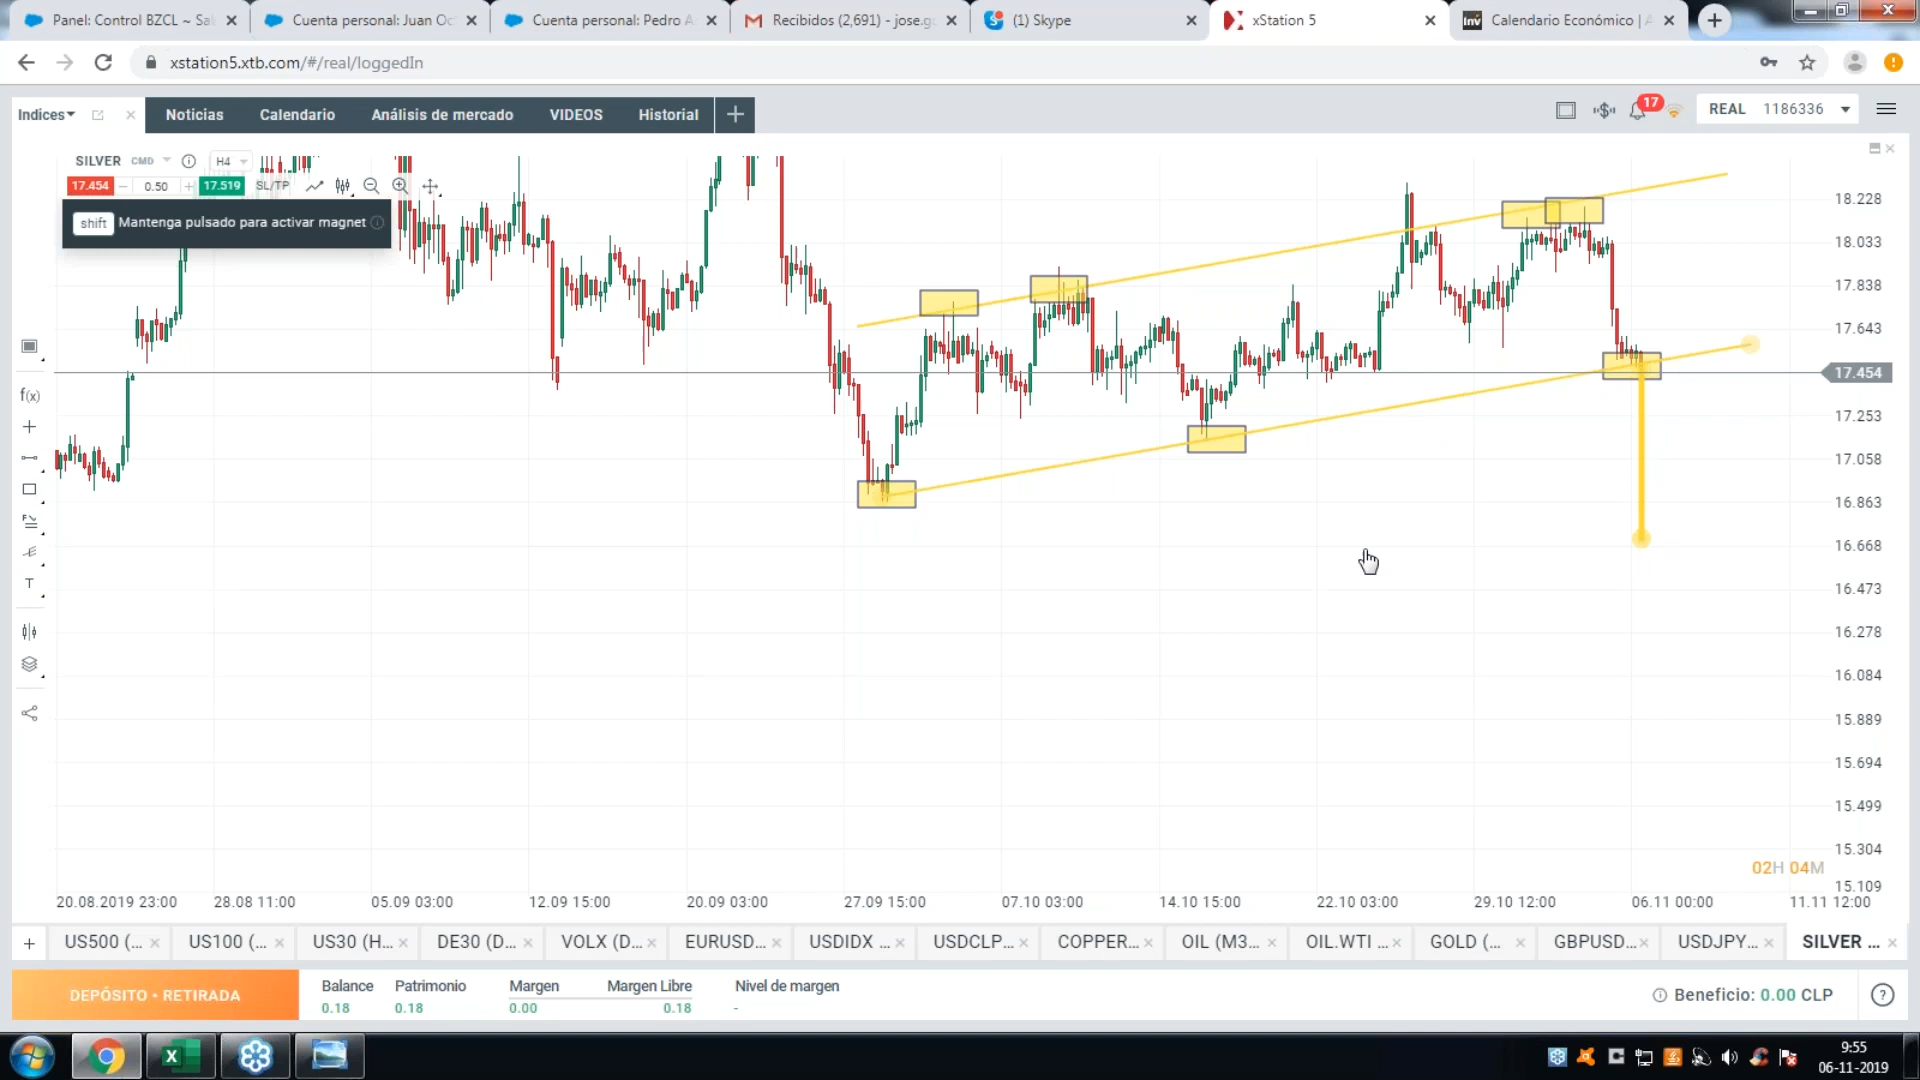 Panel: Control BZCL ~ Sal
Cuenta personal: Juan Oc
Cuenta personal: Pedro A
Recibidos (2,691) - jose.g
(1) Skype
xStation 5
Calendario Económico | A
xstation5.xtb.com/#/real/loggedIn
Indices
Noticias
Calendario
Análisis de mercado
VIDEOS
Historial
17
REAL 1186336
SILVER CMD H4
17.454 0.50 17.519 SL/TP
shift Mantenga pulsado para activar magnet
f(x)
T
18.228
18.033
17.838
17.643
17.454
17.253
17.058
16.863
16.668
16.473
16.278
16.084
15.889
15.694
15.499
15.304
15.109
02H 04M
20.08.2019 23:00 28.08 11:00 05.09 03:00 12.09 15:00 20.09 03:00 27.09 15:00 07.10 03:00 14.10 15:00 22.10 03:00 29.10 12:00 06.11 00:00 11.11 12:00
US500 (... US100 (... US30 (H... DE30 (D... VOLX (D... EURUSD... USDIDX ... USDCLP... COPPER... OIL (M3... OIL.WTI ... GOLD (... GBPUSD... USDJPY... SILVER ...
DEPÓSITO • RETIRADA
Balance Patrimonio Margen Margen Libre Nivel de margen
0.18 0.18 0.00 0.18 -
Beneficio: 0.00 CLP
9:55
06-11-2019